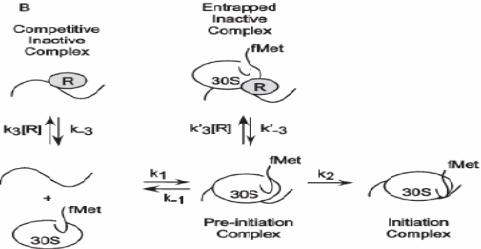 B
Competitive
Inactive
Complex
R
k3[R] k-3
+
fMet
30S
Entrapped
Inactive
Complex
fMet
30S
R
k'3[R] k'-3
k1
k-1
fMet
30S
Pre-initiation
Complex
k2
fMet
30S
Initiation
Complex